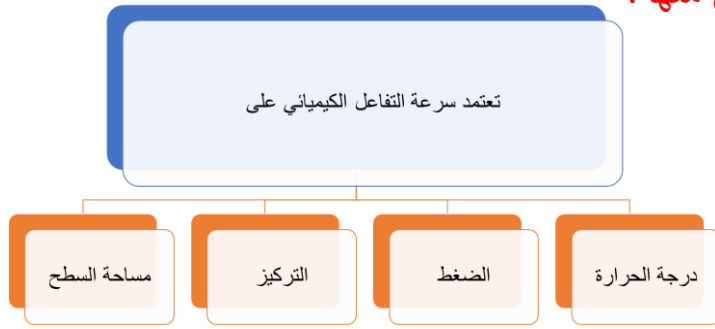 تعتمد سرعة التفاعل الكيميائي على
درجة الحرارة
الضغط
التركيز
مساحة السطح